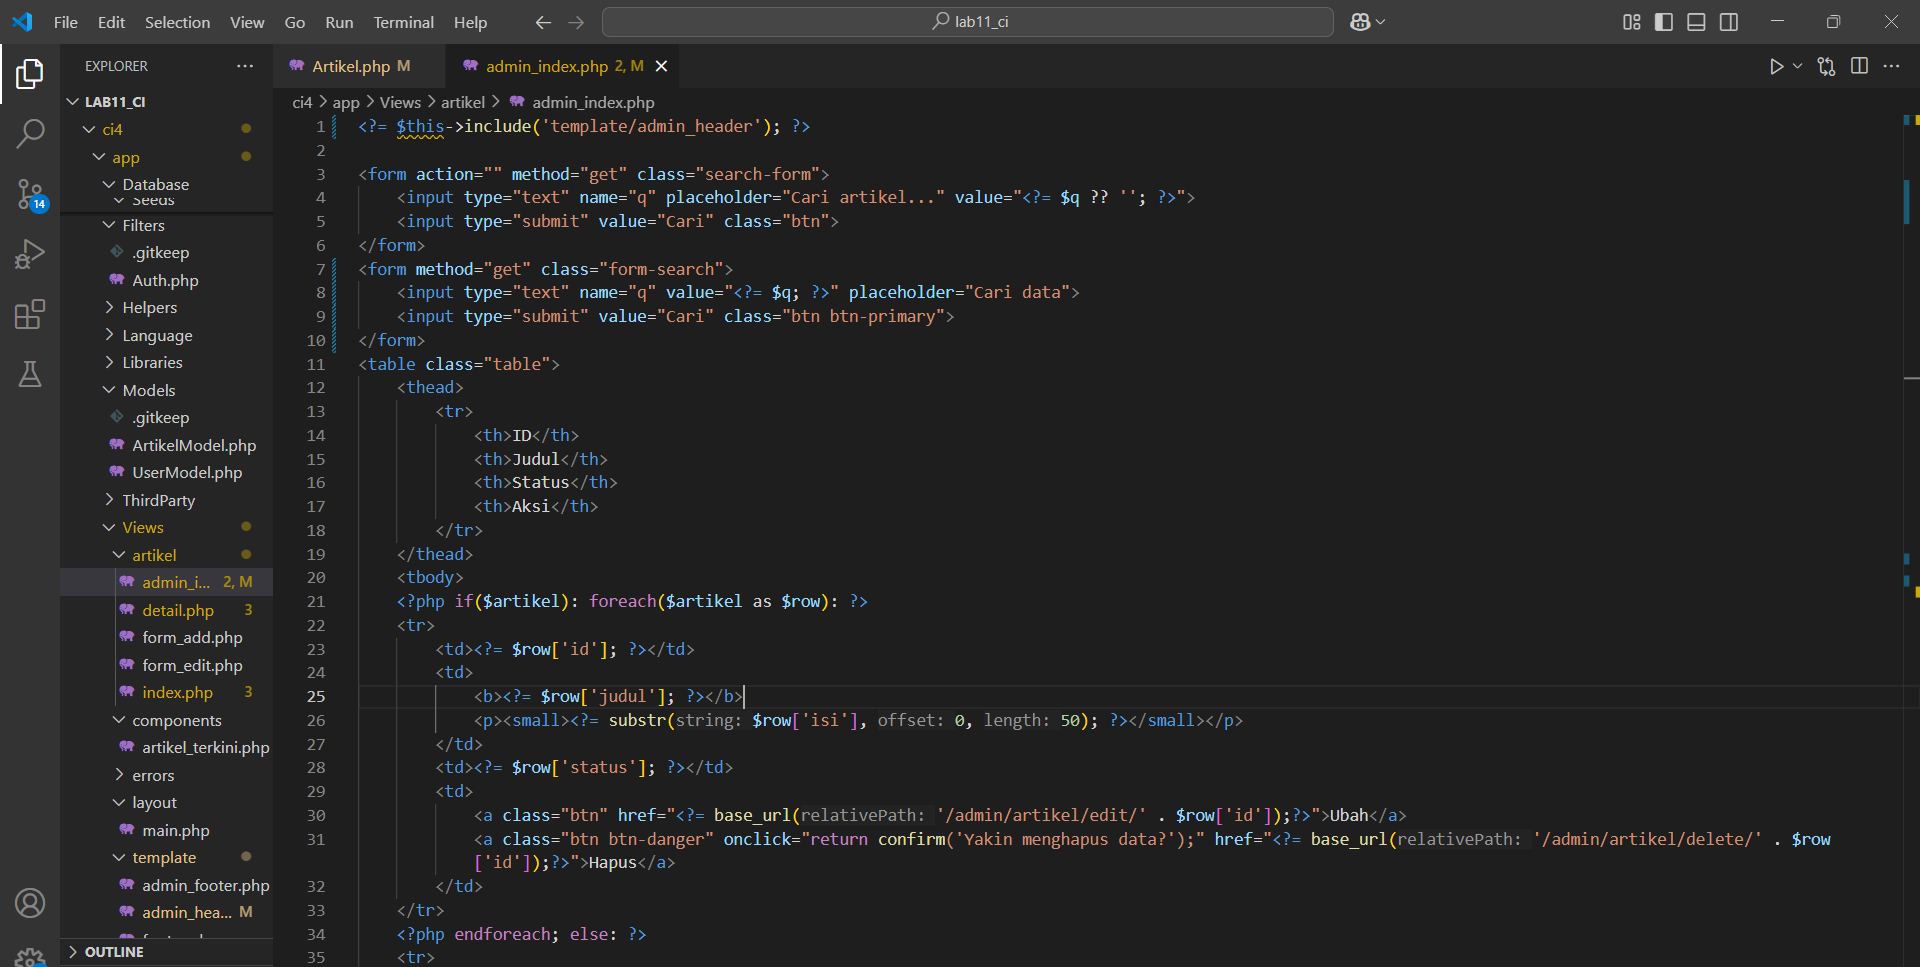 File Edit Selection View Go Run Terminal Help
lab11_ci
EXPLORER
LAB11_CI
ci4
app
Database
Seeds
Filters
.gitkeep
Auth.php
Helpers
Language
Libraries
Models
.gitkeep
ArtikelModel.php
UserModel.php
ThirdParty
Views
artikel
admin_i... 2, M
detail.php 3
form_add.php
form_edit.php
index.php 3
components
artikel_terkini.php
errors
layout
main.php
template
admin_footer.php
admin_hea... M
OUTLINE
14
Artikel.php M
admin_index.php 2, M
ci4 > app > Views > artikel > admin_index.php
1 <?= $this->include('template/admin_header'); ?>
2
3 <form action="" method="get" class="search-form">
4 <input type="text" name="q" placeholder="Cari artikel..." value="<?= $q ?? ''; ?>">
5 <input type="submit" value="Cari" class="btn">
6 </form>
7 <form method="get" class="form-search">
8 <input type="text" name="q" value="<?= $q; ?>" placeholder="Cari data">
9 <input type="submit" value="Cari" class="btn btn-primary">
10 </form>
11 <table class="table">
12 <thead>
13 <tr>
14 <th>ID</th>
15 <th>Judul</th>
16 <th>Status</th>
17 <th>Aksi</th>
18 </tr>
19 </thead>
20 <tbody>
21 <?php if($artikel): foreach($artikel as $row): ?>
22 <tr>
23 <td><?= $row['id']; ?></td>
24 <td>
25 <b><?= $row['judul']; ?></b>
26 <p><small><?= substr(string: $row['isi'], offset: 0, length: 50); ?></small></p>
27 </td>
28 <td><?= $row['status']; ?></td>
29 <td>
30 <a class="btn" href="<?= base_url(relativePath: '/admin/artikel/edit/' . $row['id']);?>">Ubah</a>
31 <a class="btn btn-danger" onclick="return confirm('Yakin menghapus data?');" href="<?= base_url(relativePath: '/admin/artikel/delete/' . $row
['id']);?>">Hapus</a>
32 </td>
33 </tr>
34 <?php endforeach; else: ?>
35 <tr>